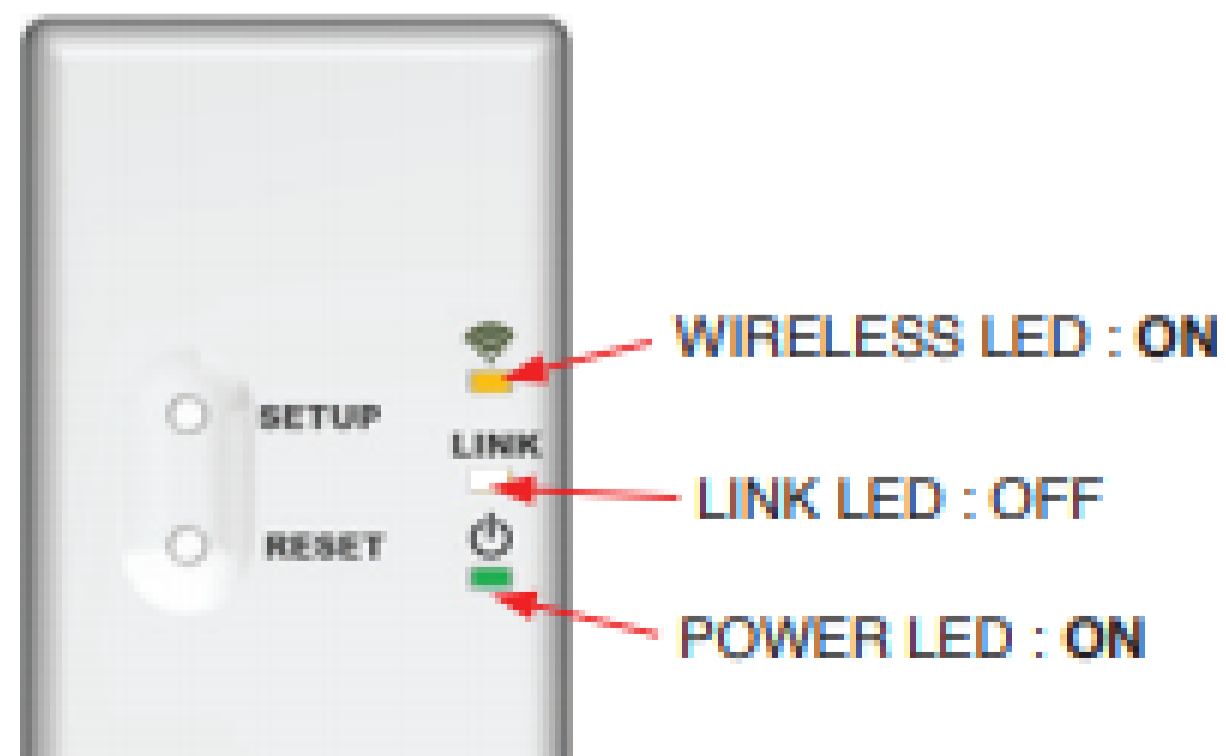 WIRELESS LED : ON
SETUP
LINK
LINK LED : OFF
RESET
POWER LED : ON